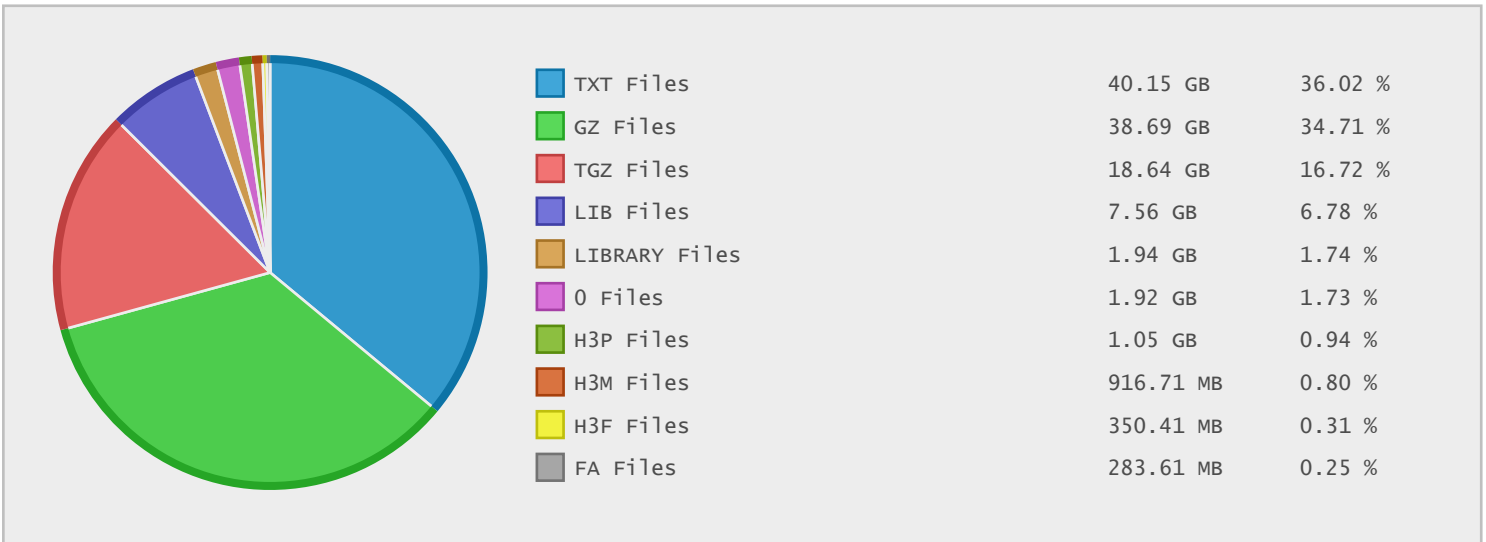 TXT Files 40.15 GB 36.02 %
GZ Files 38.69 GB 34.71 %
TGZ Files 18.64 GB 16.72 %
LIB Files 7.56 GB 6.78 %
LIBRARY Files 1.94 GB 1.74 %
O Files 1.92 GB 1.73 %
H3P Files 1.05 GB 0.94 %
H3M Files 916.71 MB 0.80 %
H3F Files 350.41 MB 0.31 %
FA Files 283.61 MB 0.25 %